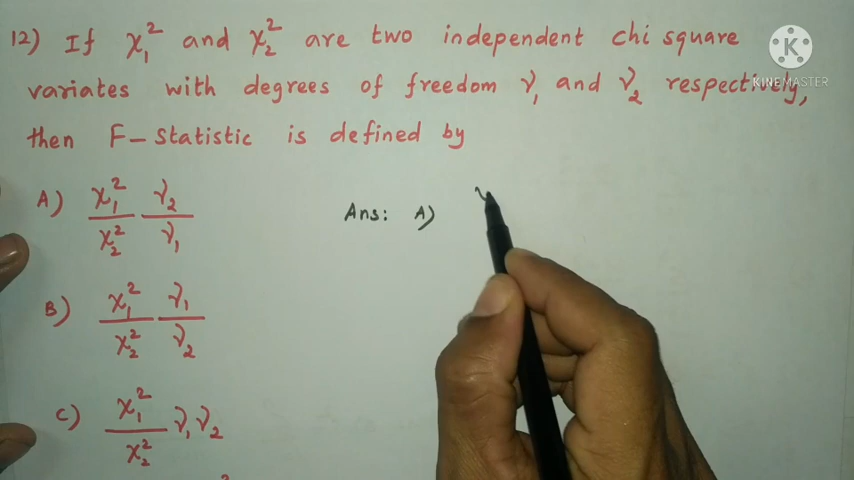 12) If χ₁² and χ₂² are two independent chi square
variates with degrees of freedom ν₁ and ν₂ respectively,
then F-Statistic is defined by
A) χ₁²/χ₂² ν₂/ν₁
Ans: A)
B) χ₁²/χ₂² ν₁/ν₂
C) χ₁²/χ₂² ν₁ν₂
K
KINEMASTER